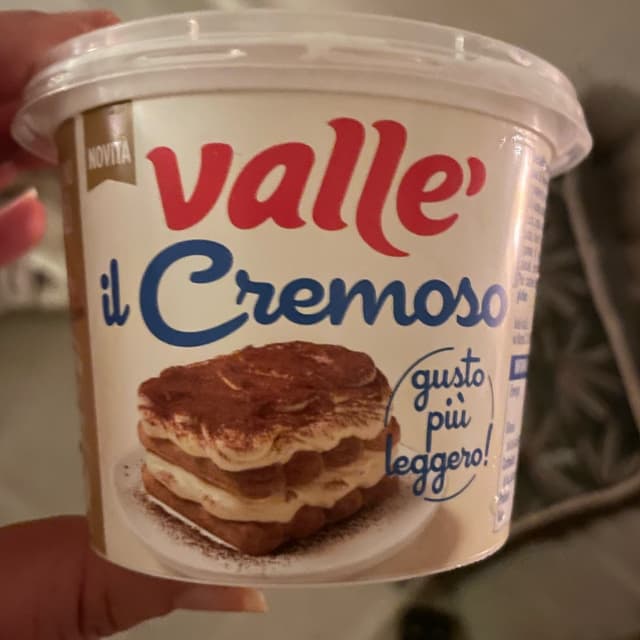 NOVITÀ
valle'
il Cremoso
gusto
più
leggero!